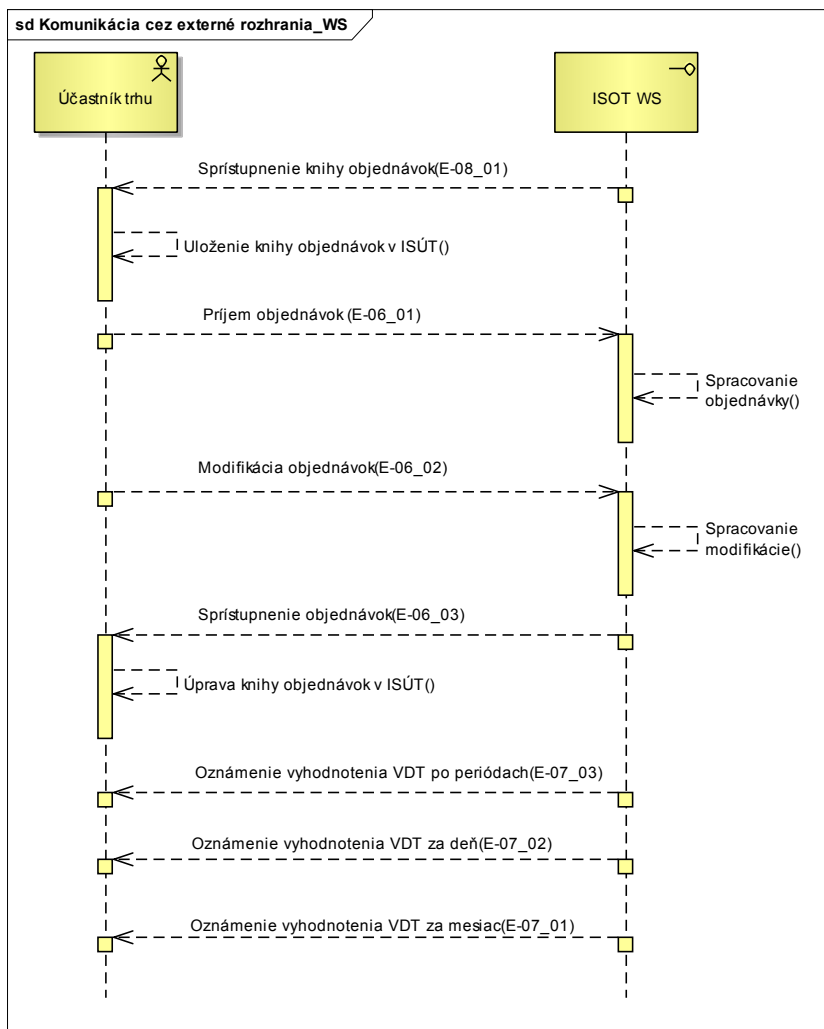 sd Komunikácia cez externé rozhrania_WS
Účastník trhu
ISOT WS
Sprístupnenie knihy objednávok(E-08_01)
Uloženie knihy objednávok v ISÚT()
Príjem objednávok (E-06_01)
Spracovanie
objednávky()
Modifikácia objednávok(E-06_02)
Spracovanie
modifikácie()
Sprístupnenie objednávok(E-06_03)
Úprava knihy objednávok v ISÚT()
Oznámenie vyhodnotenia VDT po periódach(E-07_03)
Oznámenie vyhodnotenia VDT za deň(E-07_02)
Oznámenie vyhodnotenia VDT za mesiac(E-07_01)